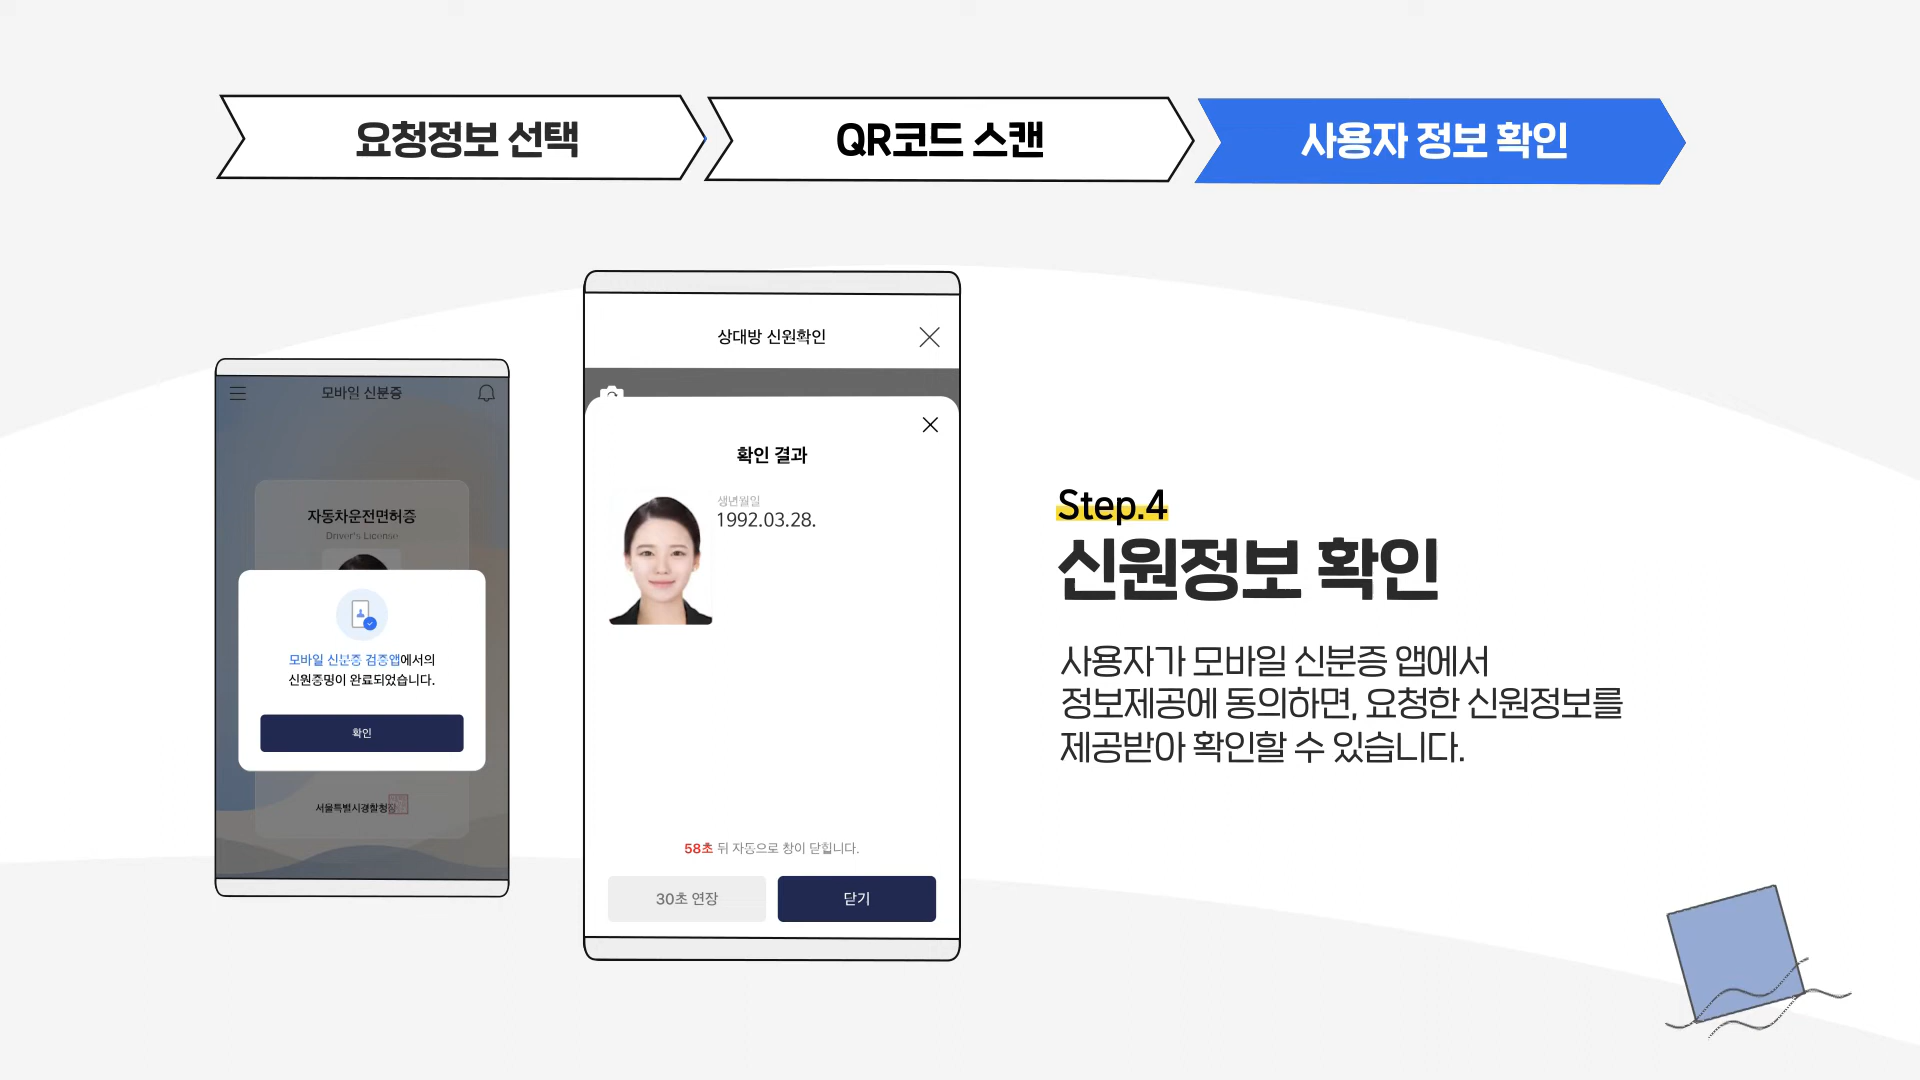 요청정보 선택
QR코드 스캔
사용자 정보 확인
모바일 신분증
자동차운전면허증
Driver's License
모바일 신분증 검증앱에서의
신원증명이 완료되었습니다.
확인
서울특별시경찰청장
상대방 신원확인
확인 결과
생년월일
1992.03.28.
58초 뒤 자동으로 창이 닫힙니다.
30초 연장
닫기
Step.4
신원정보 확인
사용자가 모바일 신분증 앱에서
정보제공에 동의하면, 요청한 신원정보를
제공받아 확인할 수 있습니다.